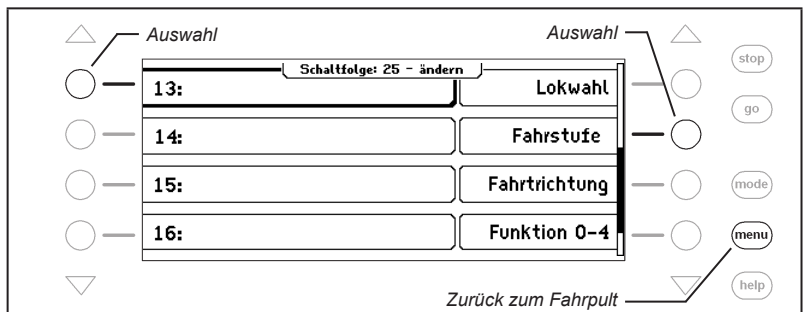 Auswahl
Auswahl
stop
Schaltfolge: 25 - ändern
13:
Lokwahl
go
14:
Fahrstufe
15:
Fahrtrichtung
mode
16:
Funktion 0-4
menu
help
Zurück zum Fahrpult